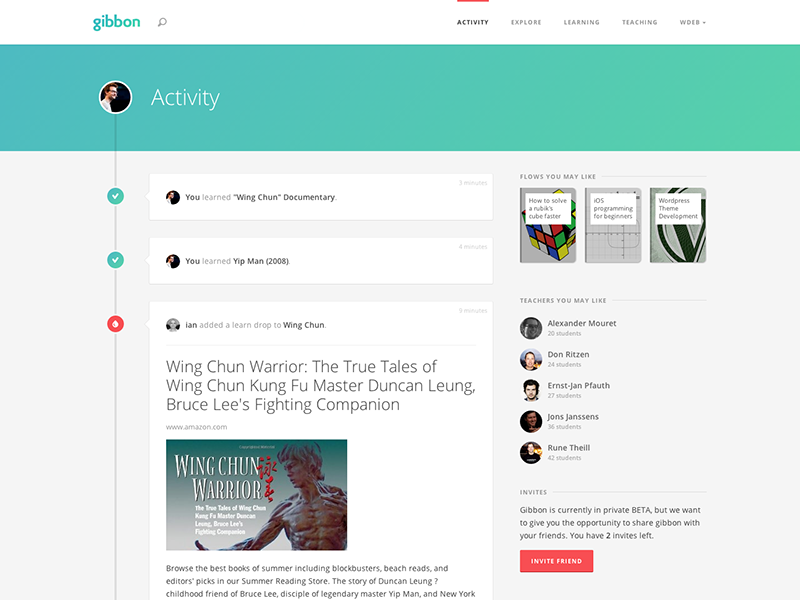 gibbon
ACTIVITY
EXPLORE
LEARNING
TEACHING
WDEB
Activity
3 minutes
You learned "Wing Chun" Documentary.
4 minutes
You learned Yip Man (2008).
9 minutes
ian added a learn drop to Wing Chun.
Wing Chun Warrior: The True Tales of
Wing Chun Kung Fu Master Duncan Leung,
Bruce Lee's Fighting Companion
www.amazon.com
Copyrighted Material
WING CHUN
WARRIOR
詠
春
The True Tales of Wing Chun
Kung Fu Master Duncan
Leung, Bruce Lee's
Fighting Companion
Browse the best books of summer including blockbusters, beach reads, and
editors' picks in our Summer Reading Store. The story of Duncan Leung ?
childhood friend of Bruce Lee, disciple of legendary master Yip Man, and New York
FLOWS YOU MAY LIKE
How to solve
a rubik's
cube faster
iOS
programming
for beginners
Wordpress
Theme
Development
TEACHERS YOU MAY LIKE
Alexander Mouret
20 students
Don Ritzen
24 students
Ernst-Jan Pfauth
27 students
Jons Janssens
36 students
Rune Theill
42 students
INVITES
Gibbon is currently in private BETA, but we want
to give you the opportunity to share gibbon with
your friends. You have 2 invites left.
INVITE FRIEND